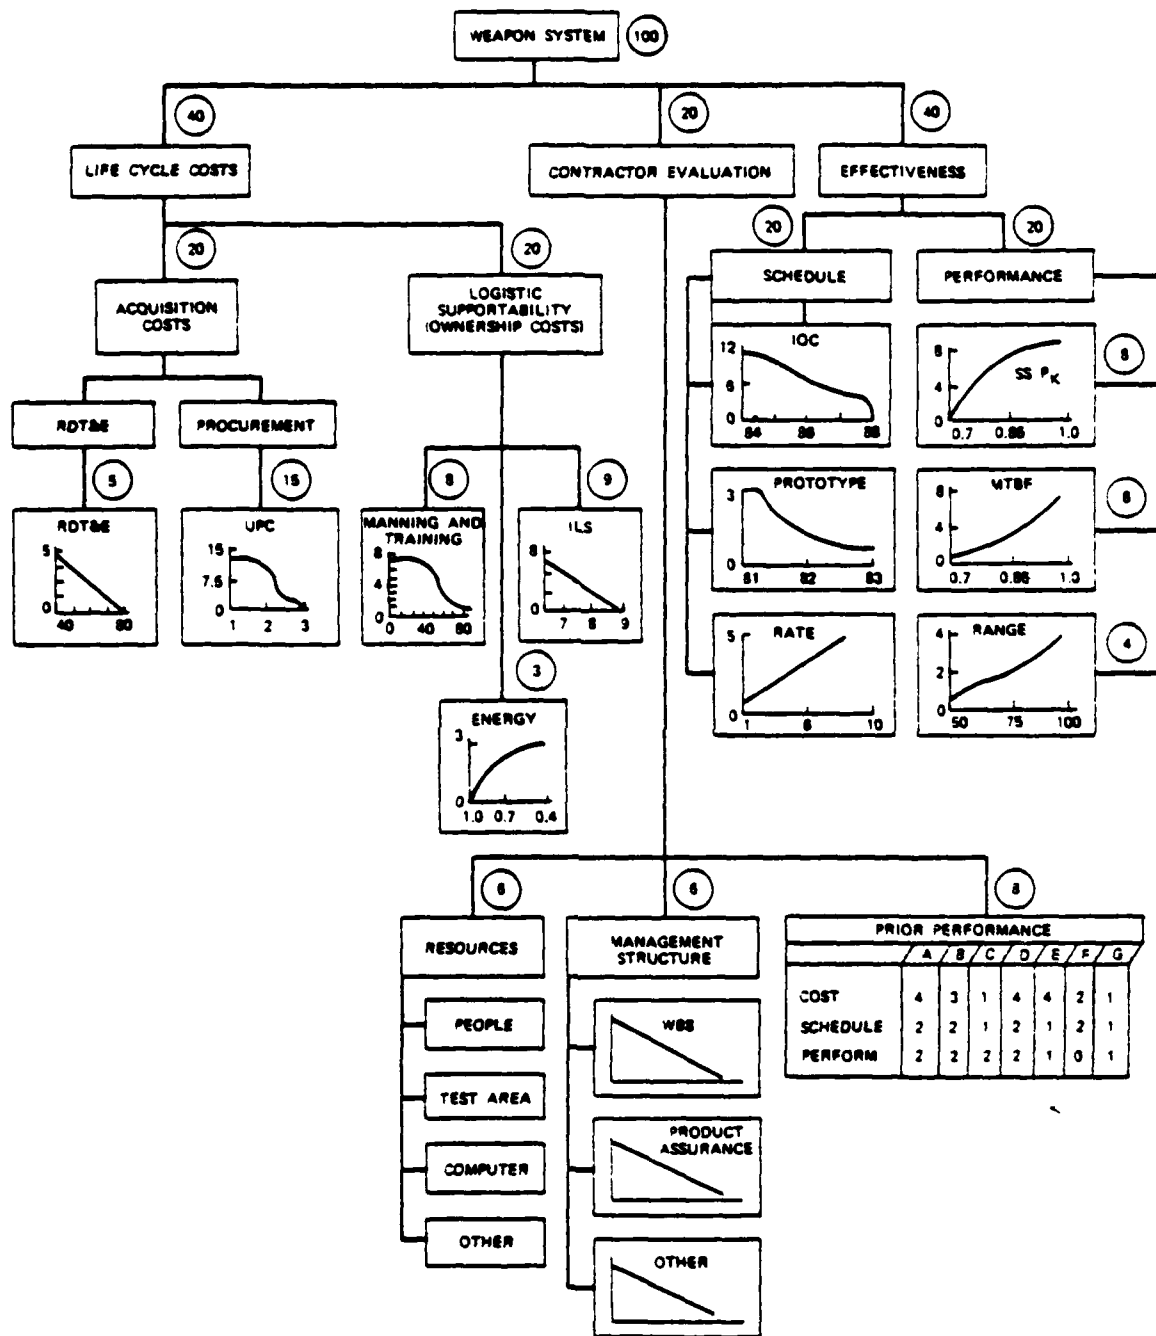 WEAPON SYSTEM 100
40 20 40
LIFE CYCLE COSTS
CONTRACTOR EVALUATION
EFFECTIVENESS
20 20 20 20
ACQUISITION
COSTS
LOGISTIC
SUPPORTABILITY
(OWNERSHIP COSTS)
SCHEDULE
PERFORMANCE
RDT&E
PROCUREMENT
5 15 8 9
RDT&E
5
0
40 80
UPC
15
7.5
0
1 2 3
MANNING AND
TRAINING
8
4
0
0 40 80
ILS
8
0
7 8 9
3
ENERGY
3
0
1.0 0.7 0.4
IOC
12
6
0
84 86 88
SS PK
8
4
0
0.7 0.85 1.0
8
PROTOTYPE
3
0
81 82 83
MTBF
8
4
0
0.7 0.85 1.0
RATE
5
0
1 6 10
RANGE
4
2
0
50 75 100
4
6 6 8
RESOURCES
PEOPLE
TEST AREA
COMPUTER
OTHER
MANAGEMENT
STRUCTURE
WBS
PRODUCT
ASSURANCE
OTHER
PRIOR PERFORMANCE
A B C D E F G
COST 4 3 1 4 4 2 1
SCHEDULE 2 2 1 2 1 2 1
PERFORM 2 2 2 2 1 0 1